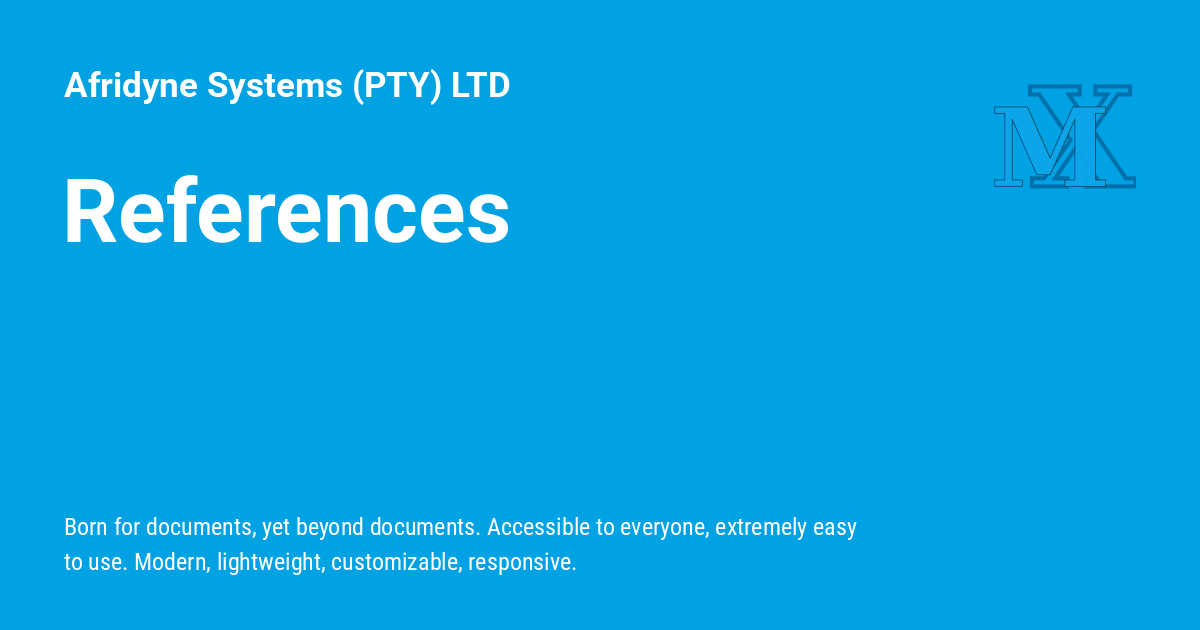 Afridyne Systems (PTY) LTD
MX
References
Born for documents, yet beyond documents. Accessible to everyone, extremely easy
to use. Modern, lightweight, customizable, responsive.